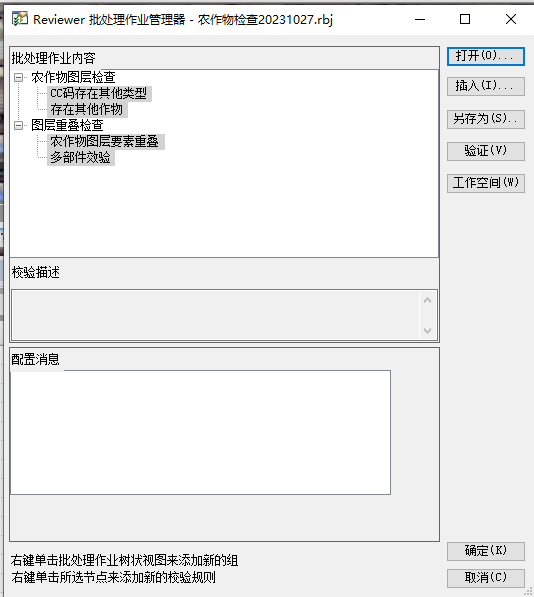 Reviewer 批处理作业管理器 - 农作物检查20231027.rbj
批处理作业内容
农作物图层检查
CC码存在其他类型
存在其他作物
图层重叠检查
农作物图层要素重叠
多部件效验
校验描述
配置消息
右键单击批处理作业树状视图来添加新的组
右键单击所选节点来添加新的校验规则
打开(O)...
插入(I)...
另存为(S)..
验证(V)
工作空间(W)
确定(K)
取消(C)